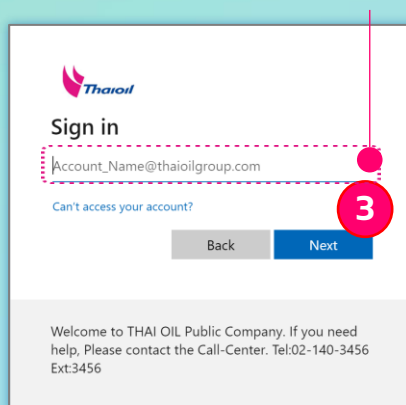 Thaioil
Sign in
Account_Name@thaioilgroup.com
Can't access your account?
3
Back Next
Welcome to THAI OIL Public Company. If you need
help, Please contact the Call-Center. Tel:02-140-3456
Ext:3456